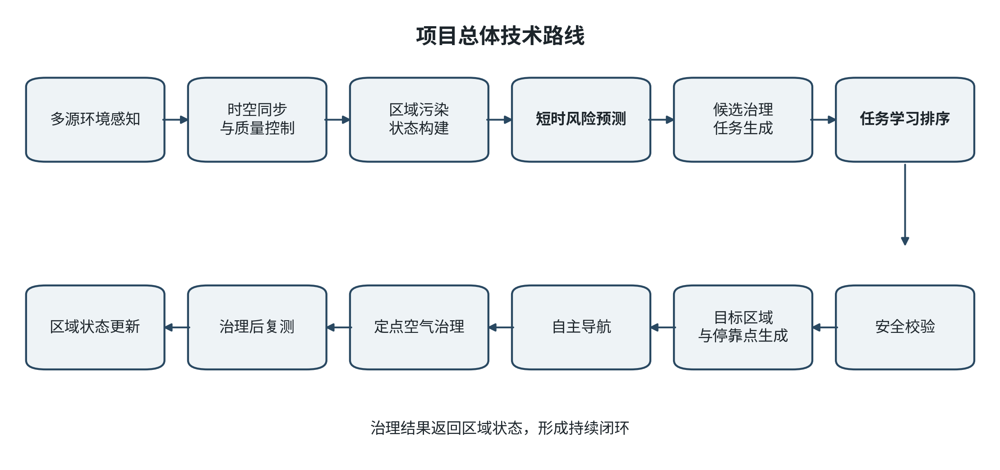 项目总体技术路线
多源环境感知
时空同步
与质量控制
区域污染
状态构建
短时风险预测
候选治理
任务生成
任务学习排序
区域状态更新
治理后复测
定点空气治理
自主导航
目标区域
与停靠点生成
安全校验
治理结果返回区域状态，形成持续闭环